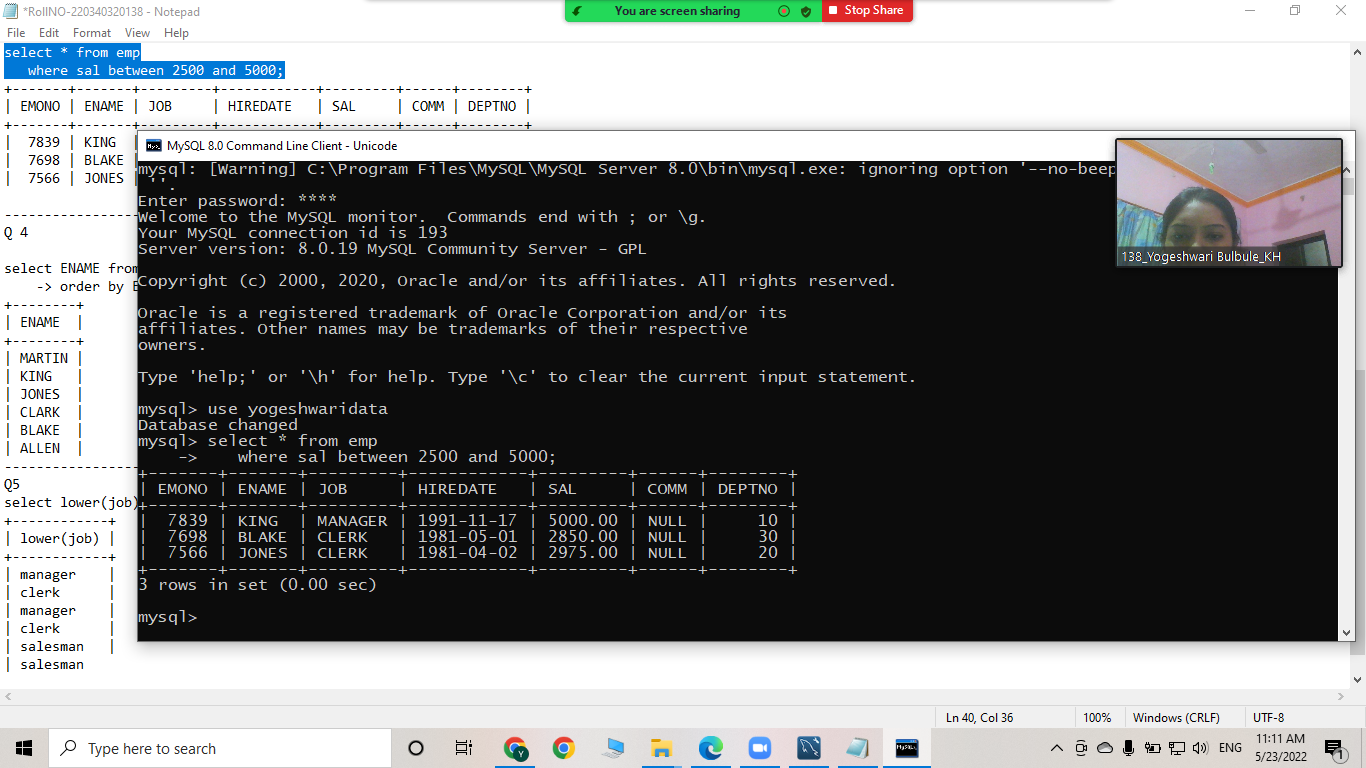 *RollNO-220340320138 - Notepad
You are screen sharing
Stop Share
File Edit Format View Help
select * from emp
where sal between 2500 and 5000;
+-------+-------+---------+------------+---------+------+--------+
| EMONO | ENAME | JOB | HIREDATE | SAL | COMM | DEPTNO |
+-------+-------+---------+------------+---------+------+--------+
| 7839 | KING
| 7698 | BLAKE
| 7566 | JONES
Q 4
select ENAME from
-> order by
+--------+
| ENAME |
+--------+
| MARTIN |
| KING |
| JONES |
| CLARK |
| BLAKE |
| ALLEN |
Q5
select lower(job)
+------------+
| lower(job) |
+------------+
| manager |
| clerk |
| manager |
| clerk |
| salesman |
| salesman
MySQL 8.0 Command Line Client - Unicode
mysql: [Warning] C:\Program Files\MySQL\MySQL Server 8.0\bin\mysql.exe: ignoring option '--no-beep
''.
Enter password: ****
Welcome to the MySQL monitor. Commands end with ; or \g.
Your MySQL connection id is 193
Server version: 8.0.19 MySQL Community Server - GPL
Copyright (c) 2000, 2020, Oracle and/or its affiliates. All rights reserved.
Oracle is a registered trademark of Oracle Corporation and/or its
affiliates. Other names may be trademarks of their respective
owners.
Type 'help;' or '\h' for help. Type '\c' to clear the current input statement.
mysql> use yogeshwaridata
Database changed
mysql> select * from emp
-> where sal between 2500 and 5000;
+-------+-------+---------+------------+---------+------+--------+
| EMONO | ENAME | JOB | HIREDATE | SAL | COMM | DEPTNO |
+-------+-------+---------+------------+---------+------+--------+
| 7839 | KING | MANAGER | 1991-11-17 | 5000.00 | NULL | 10 |
| 7698 | BLAKE | CLERK | 1981-05-01 | 2850.00 | NULL | 30 |
| 7566 | JONES | CLERK | 1981-04-02 | 2975.00 | NULL | 20 |
+-------+-------+---------+------------+---------+------+--------+
3 rows in set (0.00 sec)
mysql>
138_Yogeshwari Bulbule_KH
Ln 40, Col 36 100% Windows (CRLF) UTF-8
Type here to search
Y
MySQL
ENG
11:11 AM
5/23/2022
1